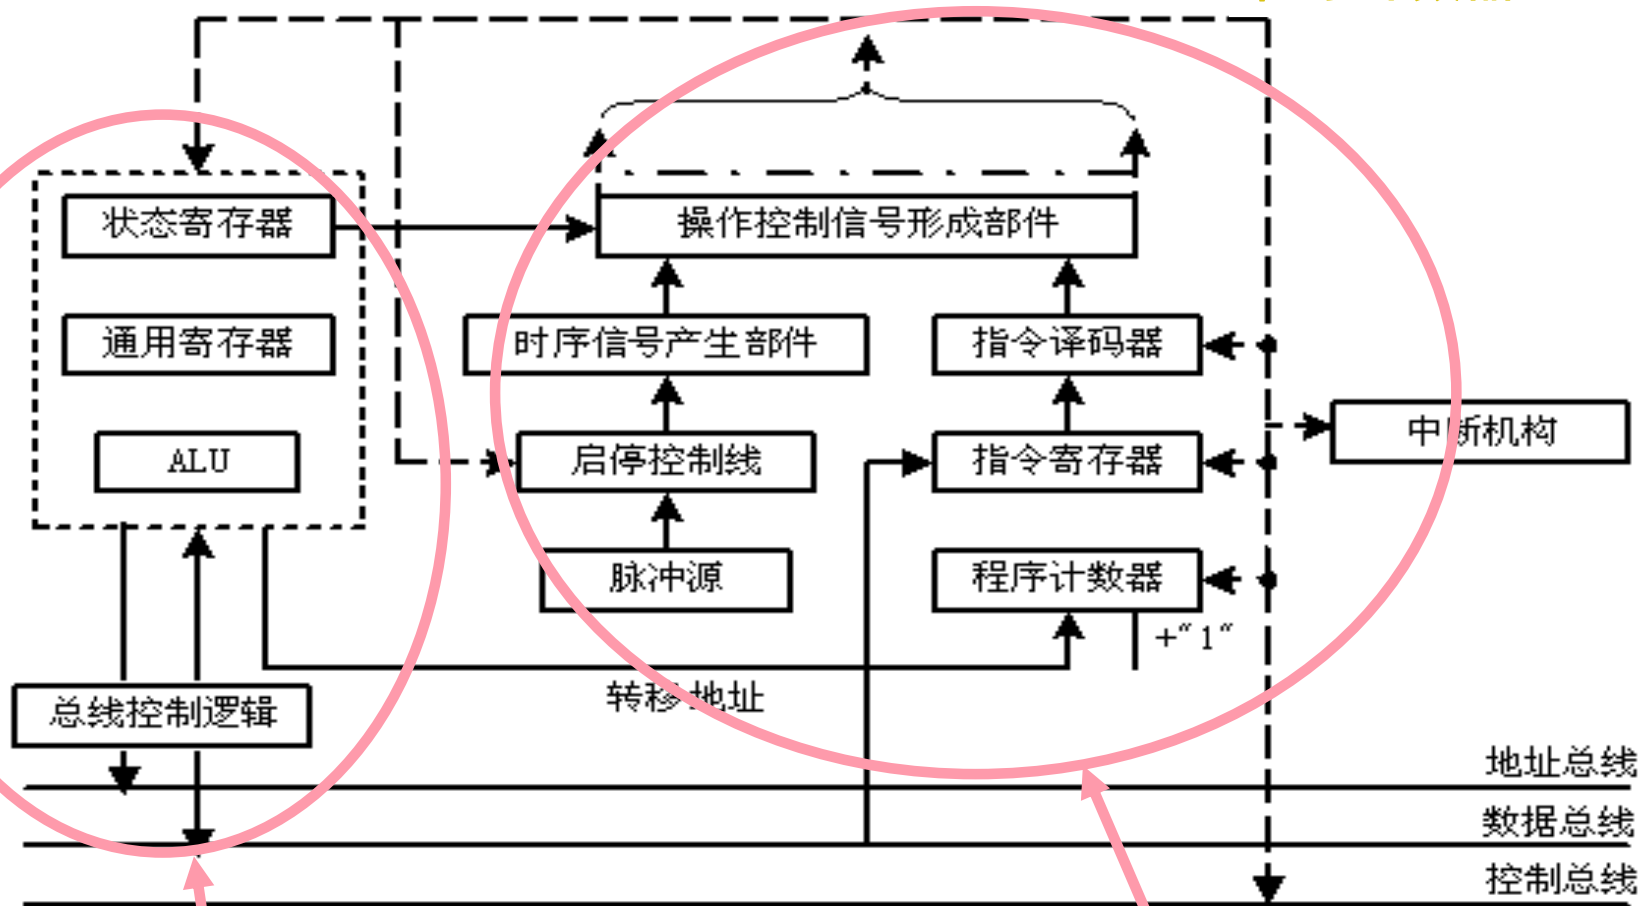 状态寄存器
操作控制信号形成部件
通用寄存器
时序信号产生部件
指令译码器
ALU
启停控制线
指令寄存器
中断机构
脉冲源
程序计数器
+"1"
总线控制逻辑
转移地址
地址总线
数据总线
控制总线